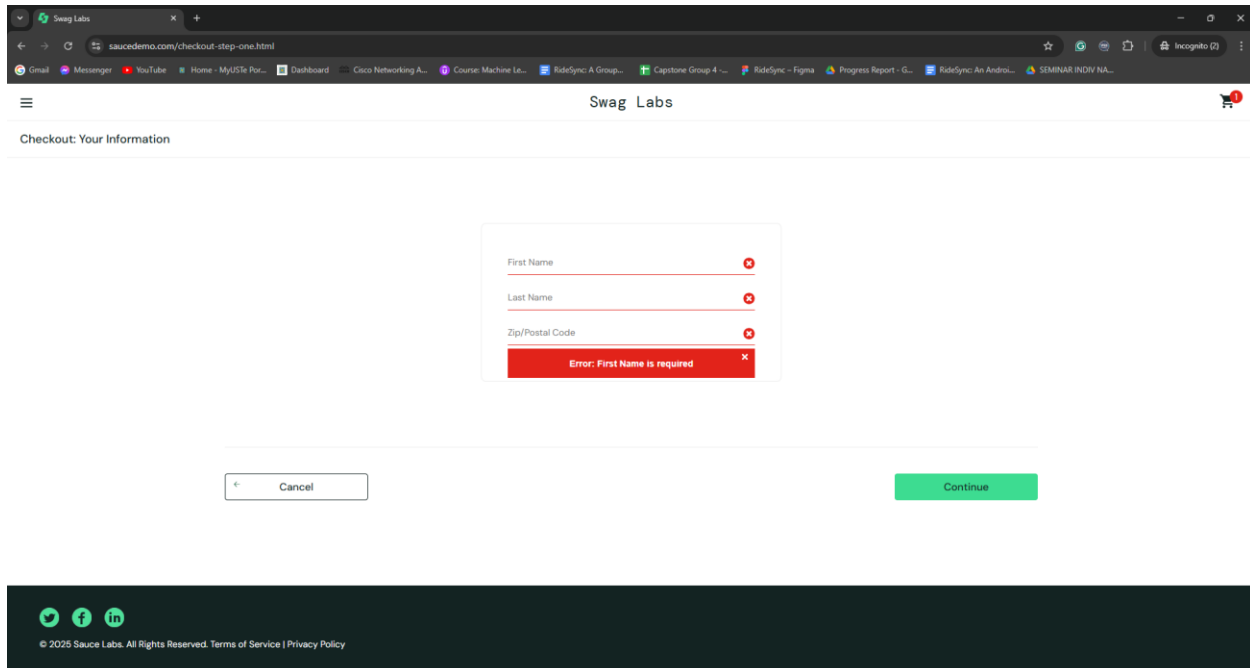 Swag Labs
saucedemo.com/checkout-step-one.html
Incognito (2)
Gmail Messenger YouTube Home - MyUSTe Por... Dashboard Cisco Networking A... Course: Machine Le... RideSync: A Group... Capstone Group 4 -... RideSync – Figma Progress Report - G... RideSync: An Androi... SEMINAR INDIV NA...
Swag Labs
1
Checkout: Your Information
First Name
Last Name
Zip/Postal Code
Error: First Name is required
Cancel
Continue
© 2025 Sauce Labs. All Rights Reserved. Terms of Service | Privacy Policy